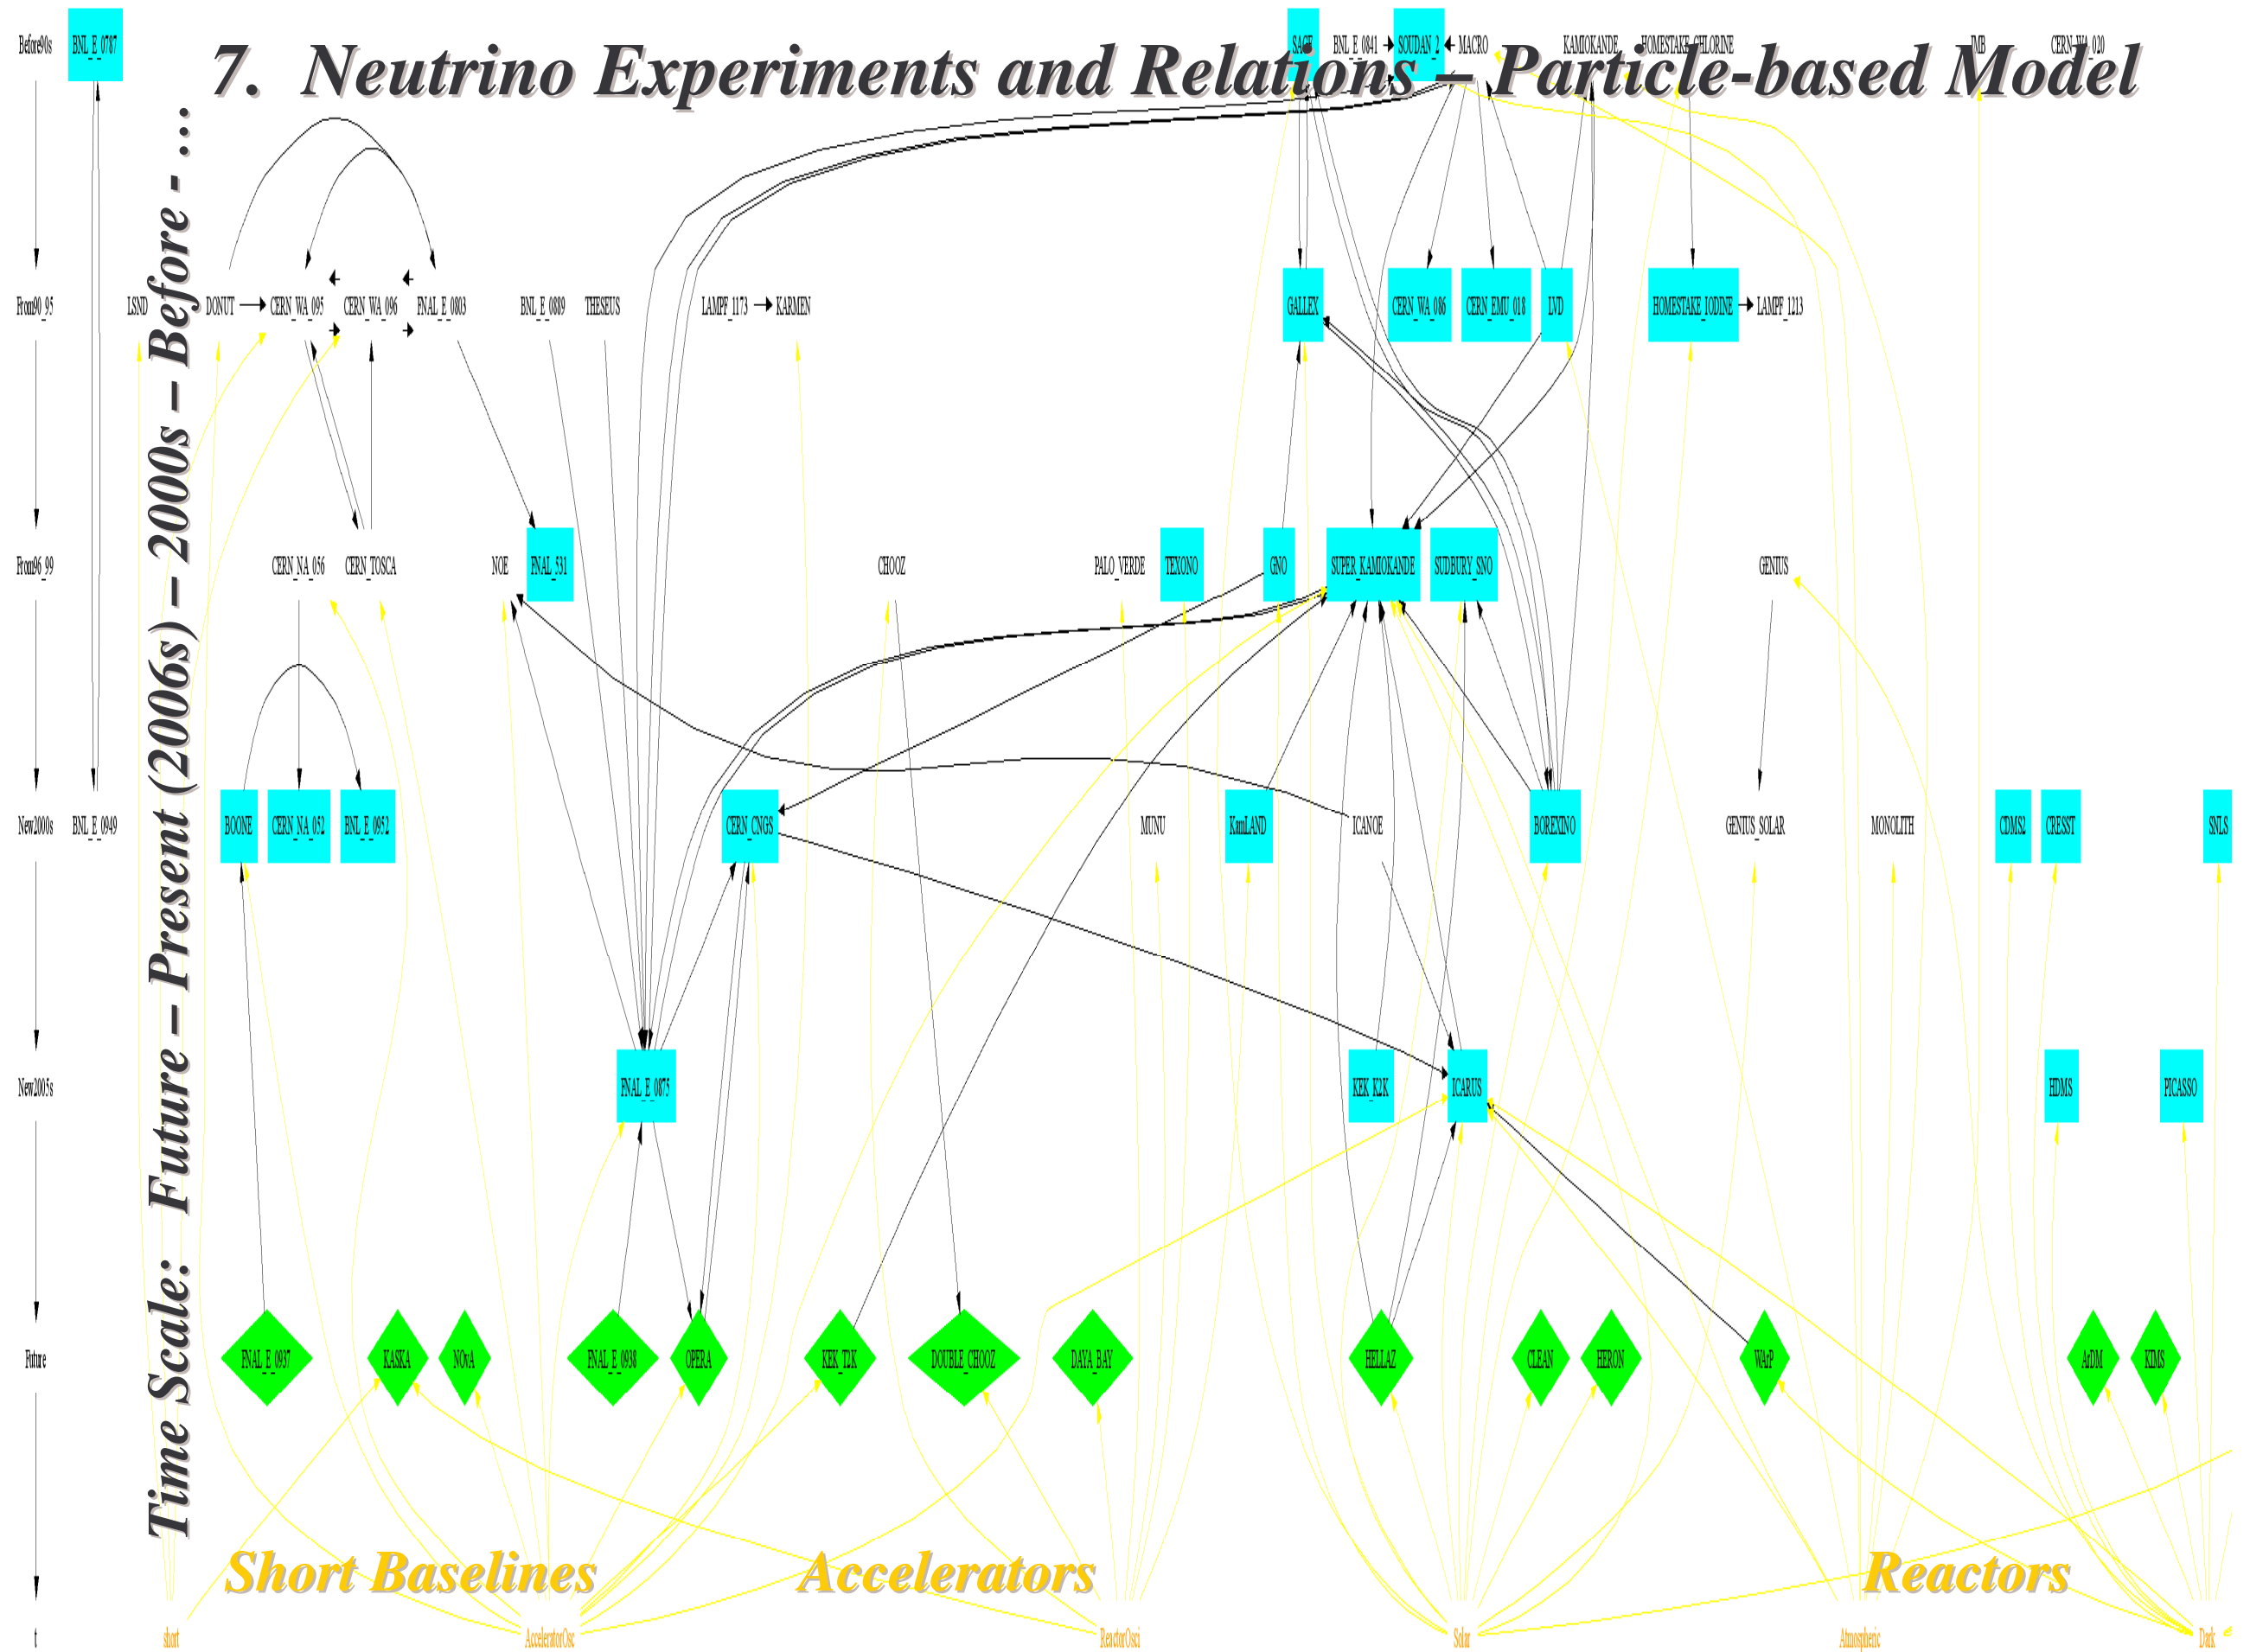 7. Neutrino Experiments and Relations – Particle-based Model
Time Scale: Future – Present (2006s) – 2000s – Before - ...
Before90s
BNL_E_0787
SAGE
BNL_E_0841
SOUDAN_2
MACRO
KAMIOKANDE
HOMESTAKE_CHLORINE
IMB
CERN_WA_020
From90_95
LSND
DONUT
CERN_WA_095
CERN_WA_096
FNAL_E_0803
BNL_E_0889
THESEUS
LAMPF_1173
KARMEN
GALLEX
CERN_WA_086
CERN_EMU_018
LVD
HOMESTAKE_IODINE
LAMPF_1213
From96_99
CERN_NA_056
CERN_TOSCA
NOE
FNAL_531
CHOOZ
PALO_VERDE
TEXONO
GNO
SUPER_KAMIOKANDE
SUDBURY_SNO
GENIUS
New2000s
BNL_E_0949
BOONE
CERN_NA_052
BNL_E_0952
CERN_CNGS
MUNU
KamLAND
ICANOE
BOREXINO
GENIUS_SOLAR
MONOLITH
CDMS2
CRESST
SNLS
New2005s
FNAL_E_0875
KEK_K2K
ICARUS
HDMS
PICASSO
Future
FNAL_E_0937
KASKA
NOvA
FNAL_E_0938
OPERA
KEK_T2K
DOUBLE_CHOOZ
DAYA_BAY
HELLAZ
CLEAN
HERON
WArP
ArDM
KIMS
Short Baselines
Accelerators
Reactors
t
short
AcceleratorOsc
ReactorOsci
Solar
Atmospheric
Dark